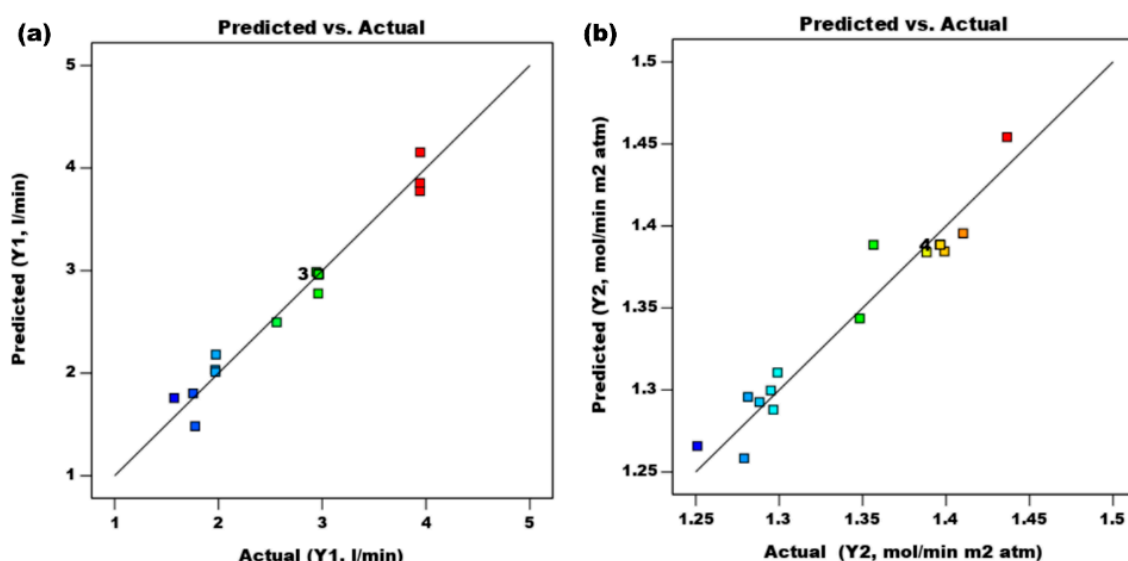 (a)
Predicted vs. Actual
Predicted (Y1, l/min)
5
4
3
2
1
3
1 2 3 4 5
Actual (Y1, l/min)
(b)
Predicted vs. Actual
Predicted (Y2, mol/min m2 atm)
1.5
1.45
1.4
1.35
1.3
1.25
4
1.25 1.3 1.35 1.4 1.45 1.5
Actual (Y2, mol/min m2 atm)